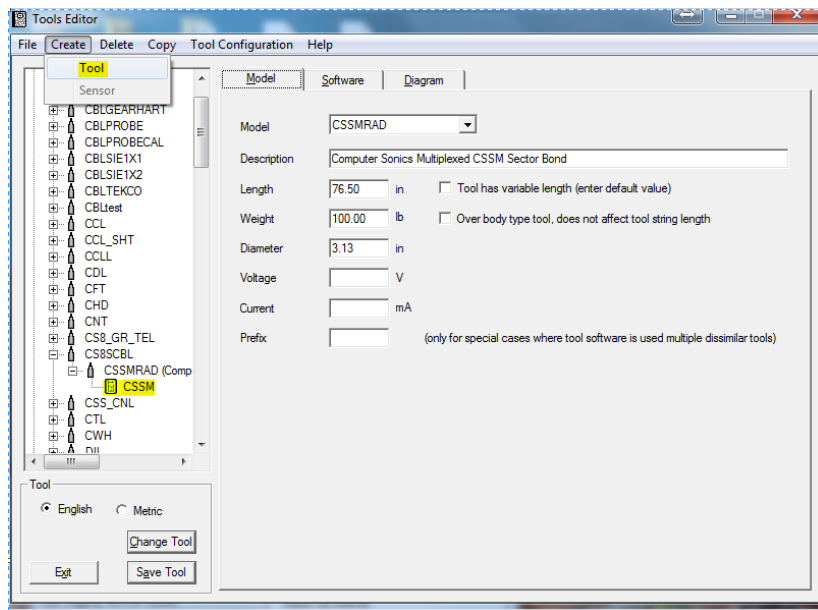 Tools Editor
File Create Delete Copy Tool Configuration Help
Tool
Sensor
CBLGEARHART
CBLPROBE
CBLPROBECAL
CBLSIE1X1
CBLSIE1X2
CBLTEKCO
CBLtest
CCL
CCL_SHT
CCLL
CDL
CFT
CHD
CNT
CS8_GR_TEL
CS8SCBL
CSSMRAD (Comp
CSSM
CSS_CNL
CTL
CWH
DIL
Tool
English Metric
Change Tool
Exit Save Tool
Model Software Diagram
Model CSSMRAD
Description Computer Sonics Multiplexed CSSM Sector Bond
Length 76.50 in Tool has variable length (enter default value)
Weight 100.00 lb Over body type tool, does not affect tool string length
Diameter 3.13 in
Voltage V
Current mA
Prefix (only for special cases where tool software is used multiple dissimilar tools)